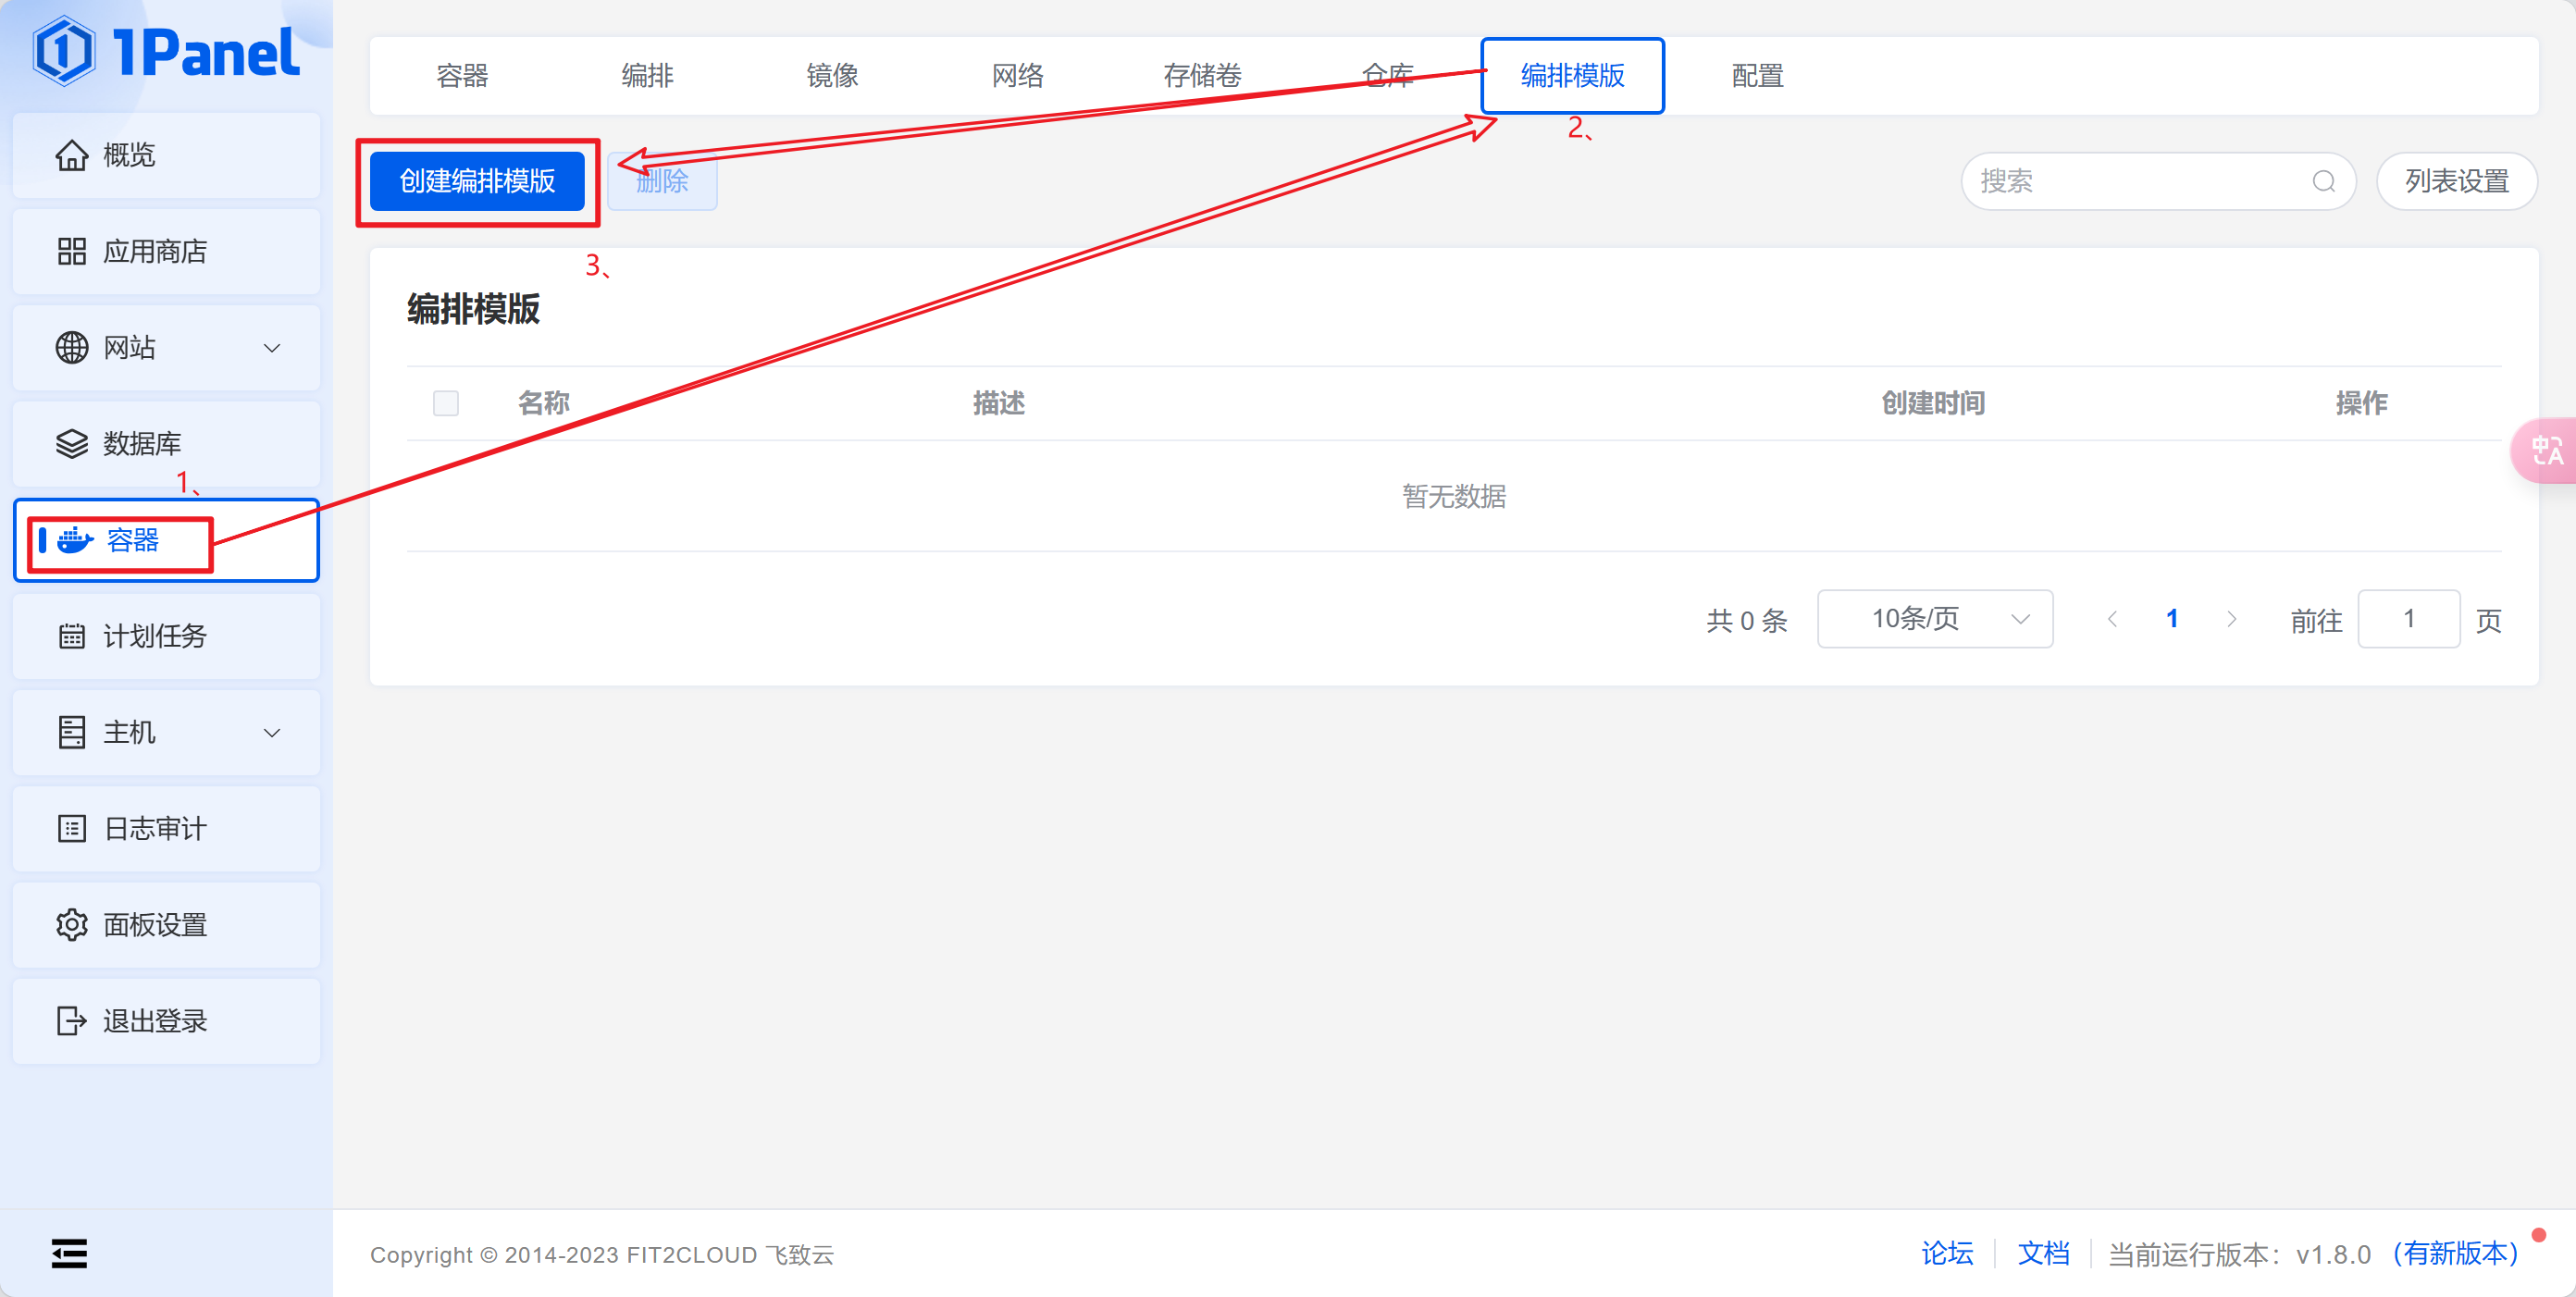 1Panel
概览
应用商店
网站
数据库
1、
容器
计划任务
主机
日志审计
面板设置
退出登录
容器 编排 镜像 网络 存储卷 仓库 编排模版 配置
2、
创建编排模版 删除 搜索 列表设置
3、
编排模版
名称 描述 创建时间 操作
暂无数据
共 0 条 10条/页 1 前往 1 页
中A
Copyright © 2014-2023 FIT2CLOUD 飞致云
论坛 文档 当前运行版本：v1.8.0 （有新版本）